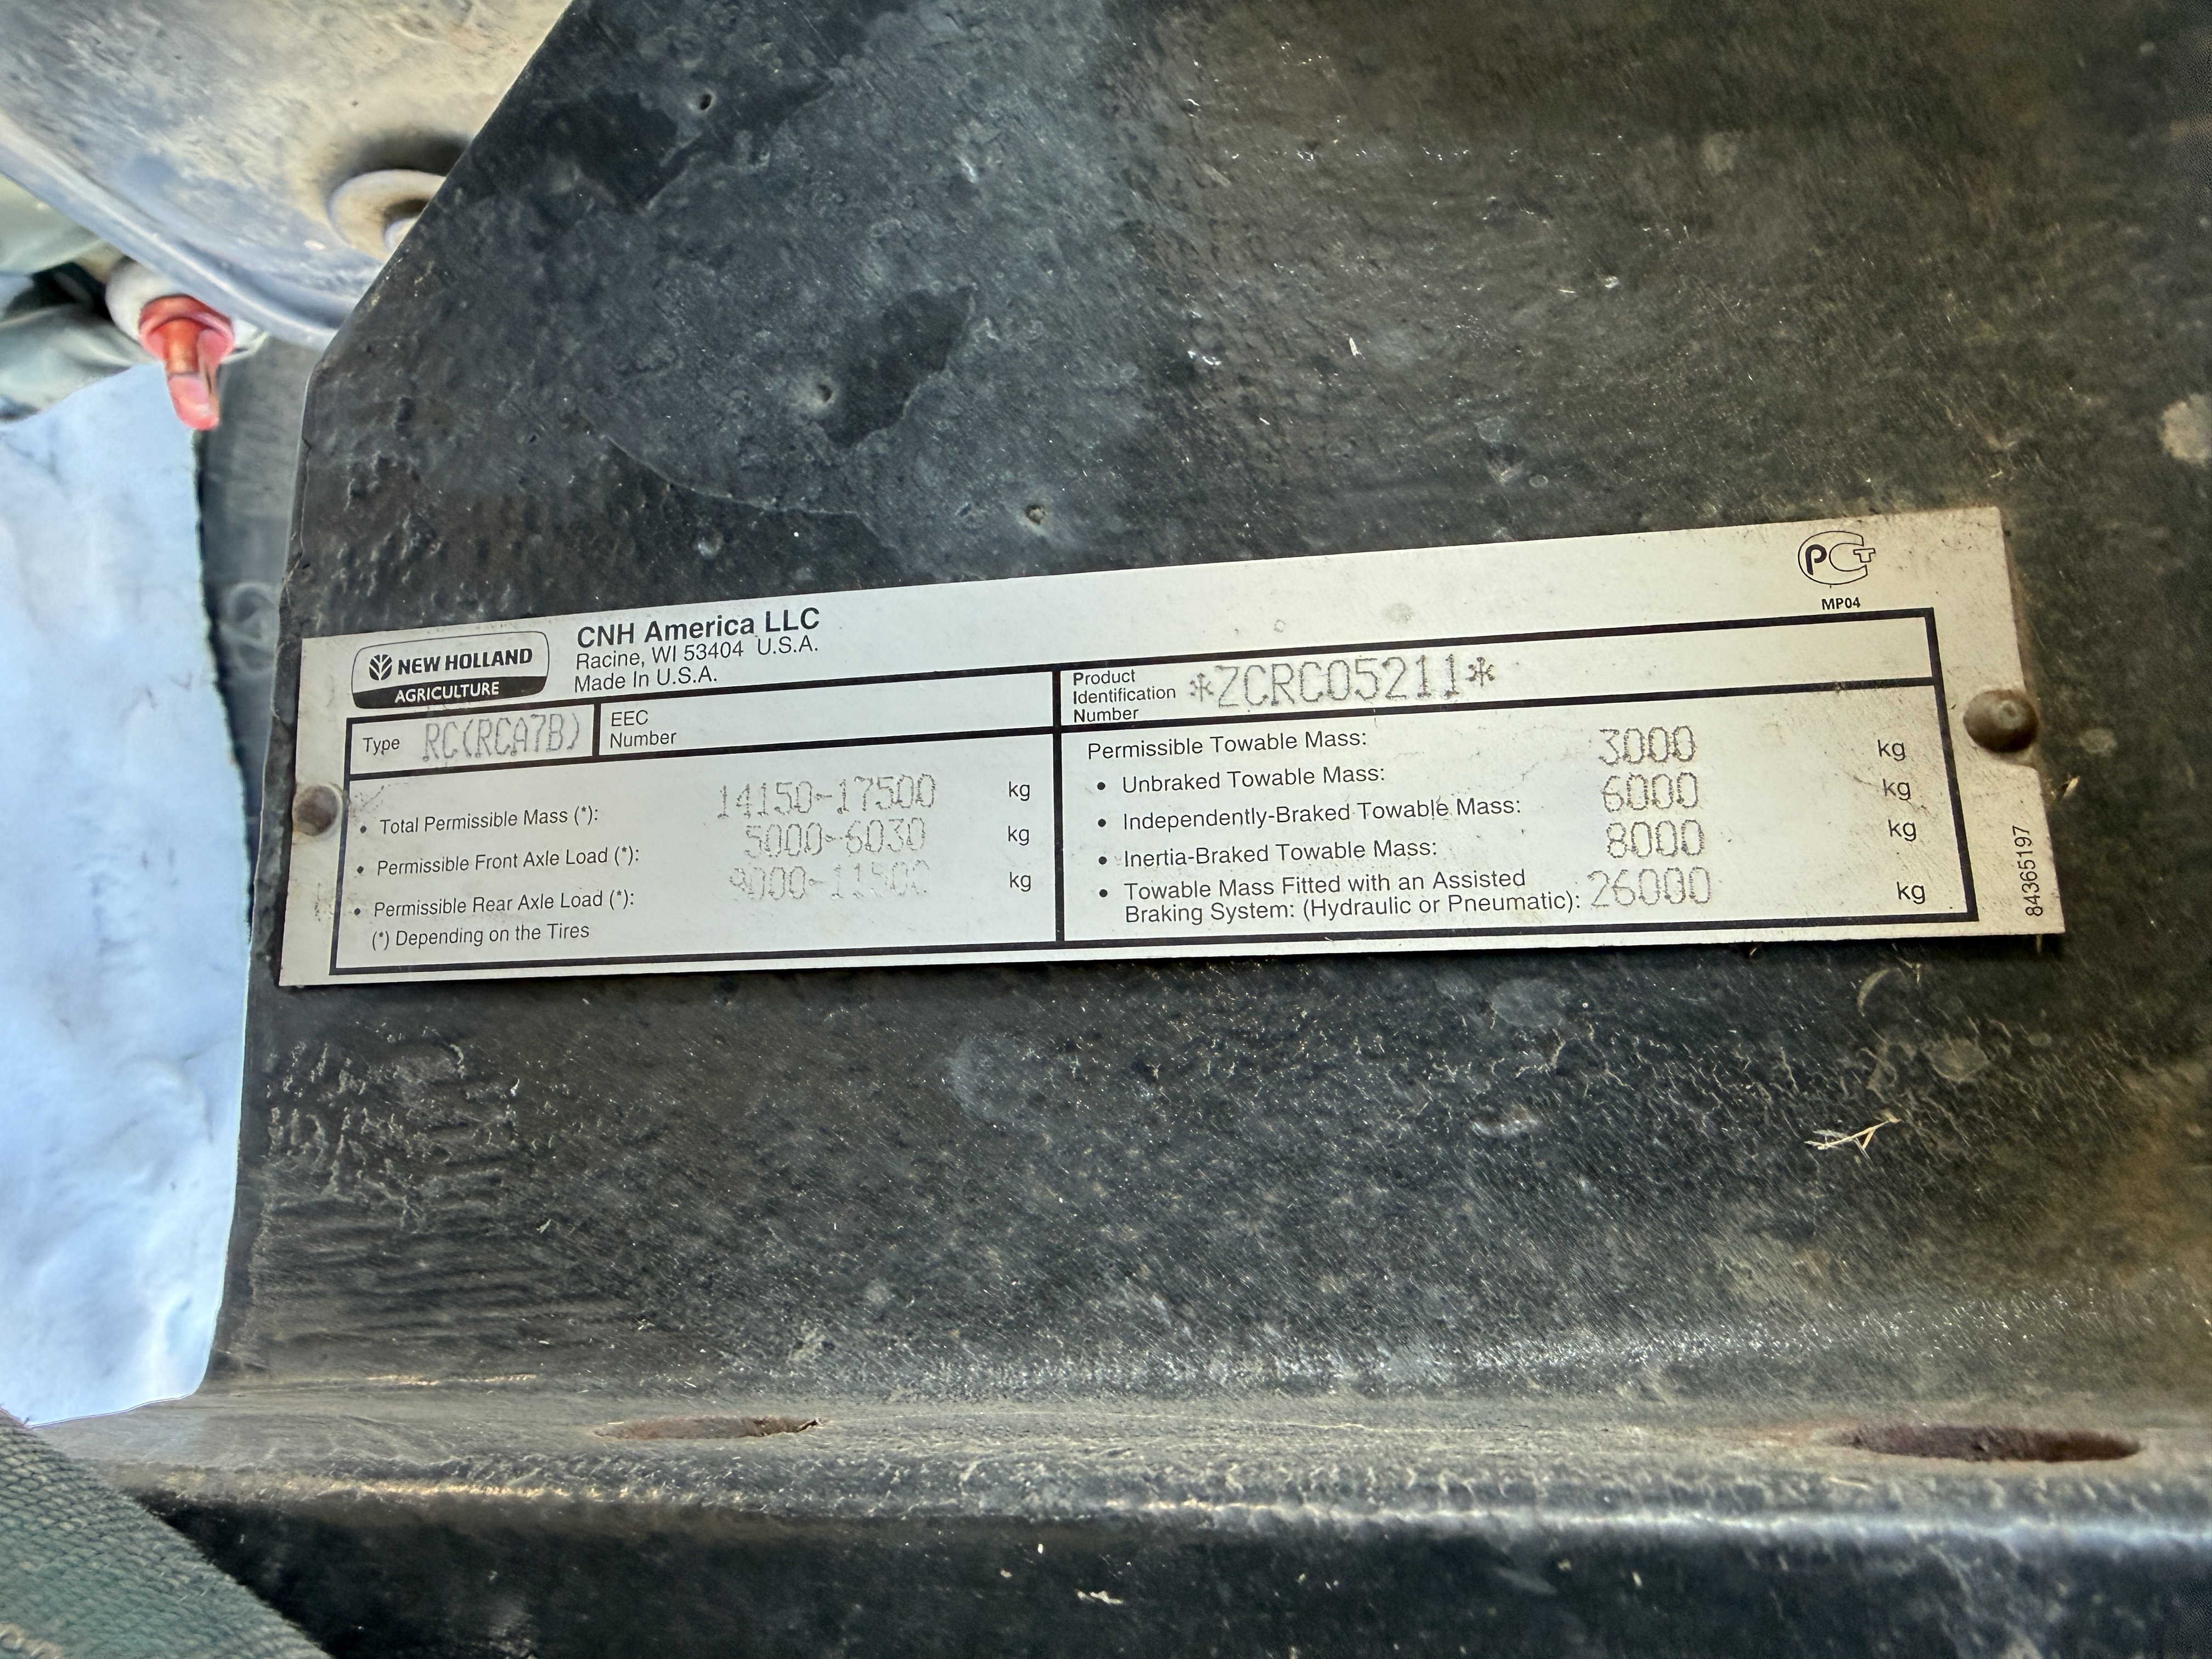 NEW HOLLAND
AGRICULTURE
CNH America LLC
Racine, WI 53404 U.S.A.
Made In U.S.A.
PCT
MP04
Type RC(RCA7B)
EEC
Number
Product
Identification
Number
*ZCRC05211*
• Total Permissible Mass (*): 14150-17500 kg
• Permissible Front Axle Load (*): 5000-6030 kg
• Permissible Rear Axle Load (*): 9000-11500 kg
(*) Depending on the Tires
Permissible Towable Mass:
• Unbraked Towable Mass: 3000 kg
• Independently-Braked Towable Mass: 6000 kg
• Inertia-Braked Towable Mass: 8000 kg
• Towable Mass Fitted with an Assisted
Braking System: (Hydraulic or Pneumatic): 26000 kg
84365197